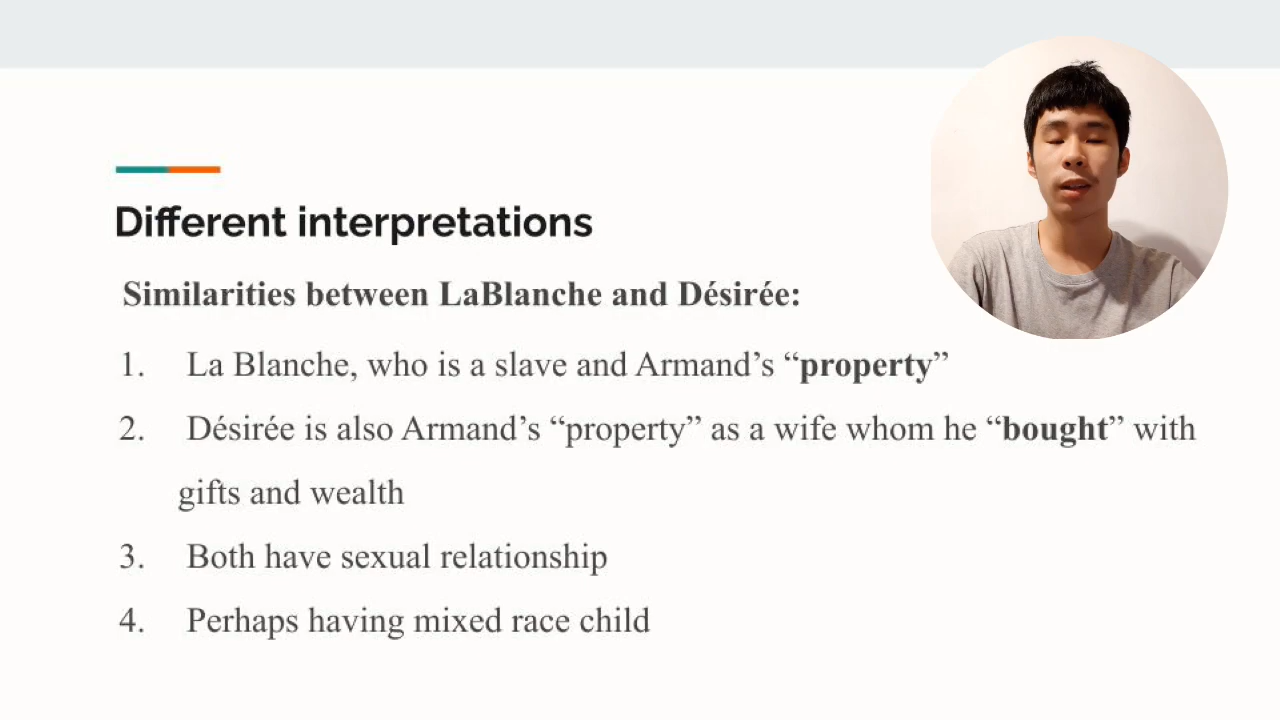 Different interpretations
Similarities between LaBlanche and Désirée:
1. La Blanche, who is a slave and Armand’s “property”
2. Désirée is also Armand’s “property” as a wife whom he “bought” with
gifts and wealth
3. Both have sexual relationship
4. Perhaps having mixed race child